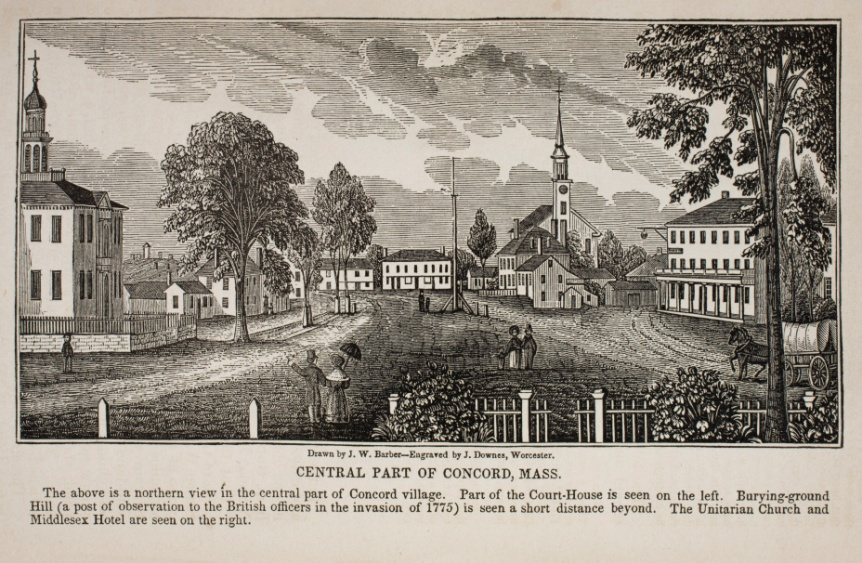 Drawn by J. W. Barber—Engraved by J. Downes, Worcester.
CENTRAL PART OF CONCORD, MASS.
The above is a northern view in the central part of Concord village. Part of the Court-House is seen on the left. Burying-ground
Hill (a post of observation to the British officers in the invasion of 1775) is seen a short distance beyond. The Unitarian Church and
Middlesex Hotel are seen on the right.